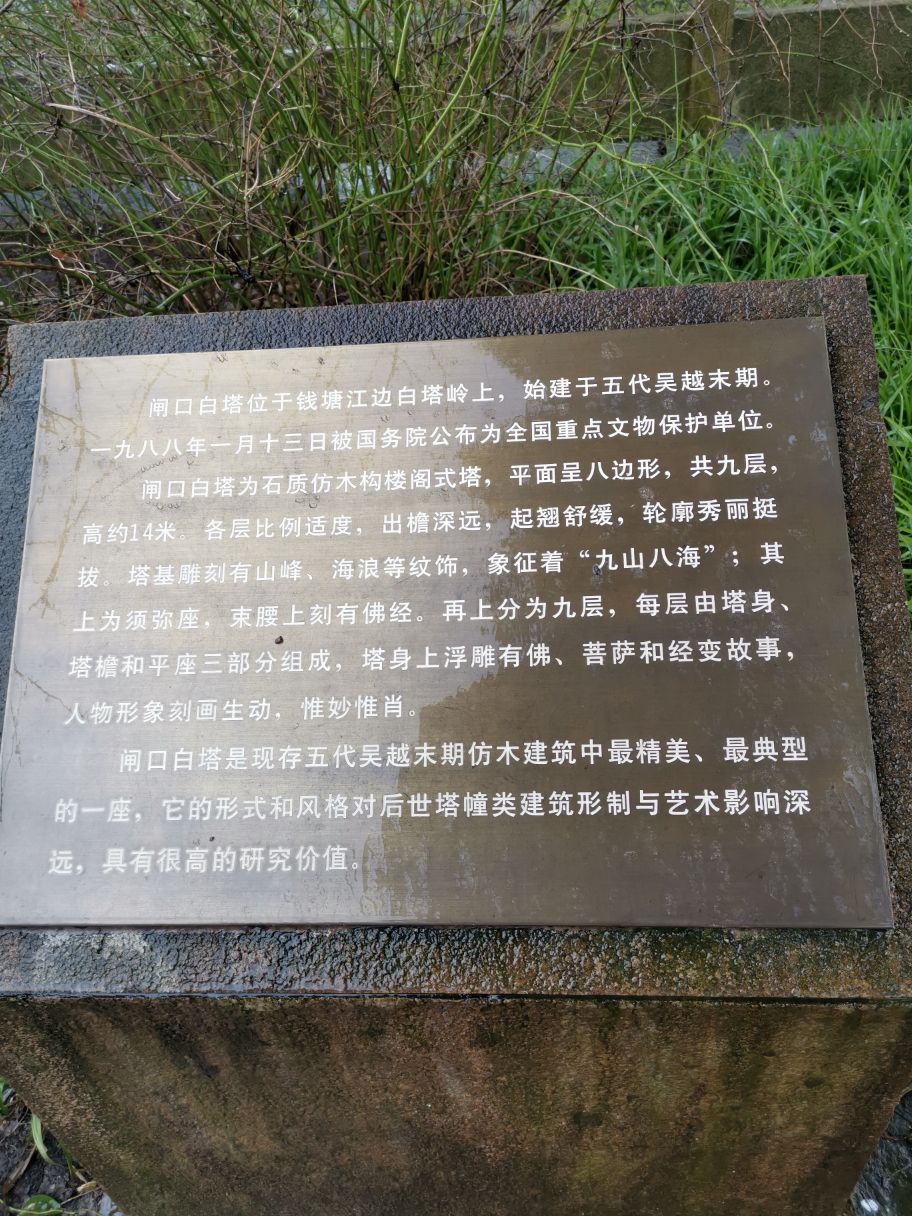 闸口白塔位于钱塘江边白塔岭上，始建于五代吴越末期。
一九八八年一月十三日被国务院公布为全国重点文物保护单位。
闸口白塔为石质仿木构楼阁式塔，平面呈八边形，共九层，
高约14米。各层比例适度，出檐深远，起翘舒缓，轮廓秀丽挺
拔。塔基雕刻有山峰、海浪等纹饰，象征着“九山八海”；其
上为须弥座，束腰上刻有佛经。再上分为九层，每层由塔身、
塔檐和平座三部分组成，塔身上浮雕有佛、菩萨和经变故事，
人物形象刻画生动，惟妙惟肖。
闸口白塔是现存五代吴越末期仿木建筑中最精美、最典型
的一座，它的形式和风格对后世塔幢类建筑形制与艺术影响深
远，具有很高的研究价值。